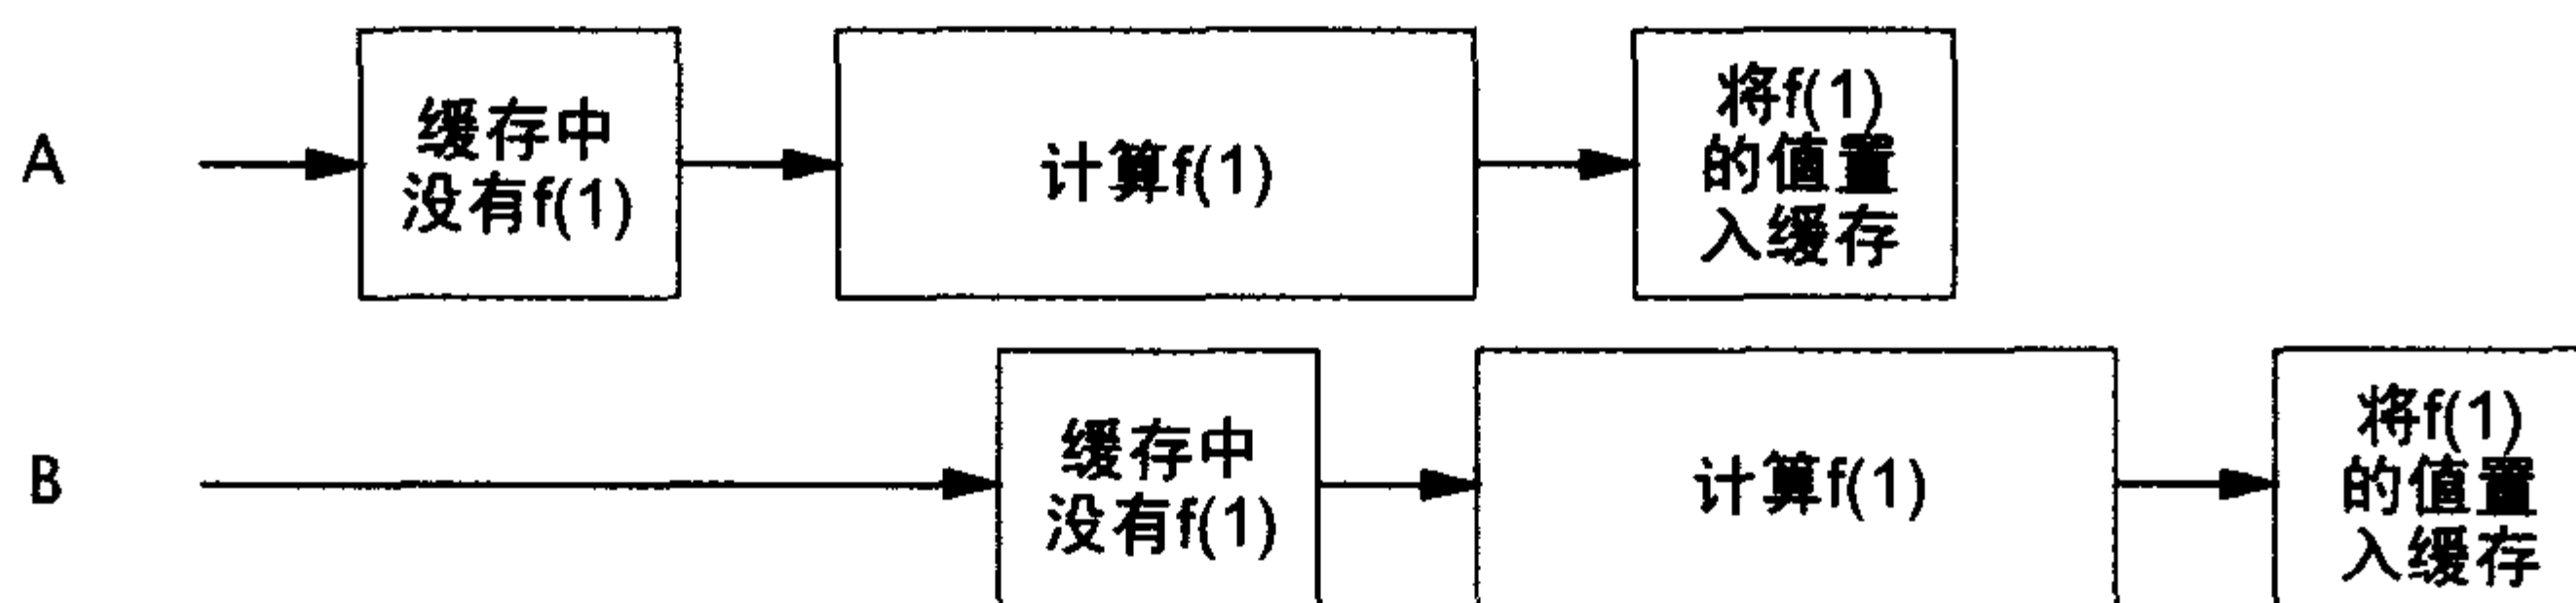 A
缓存中
没有f(1)
计算f(1)
将f(1)
的值置
入缓存
B
缓存中
没有f(1)
计算f(1)
将f(1)
的值置
入缓存